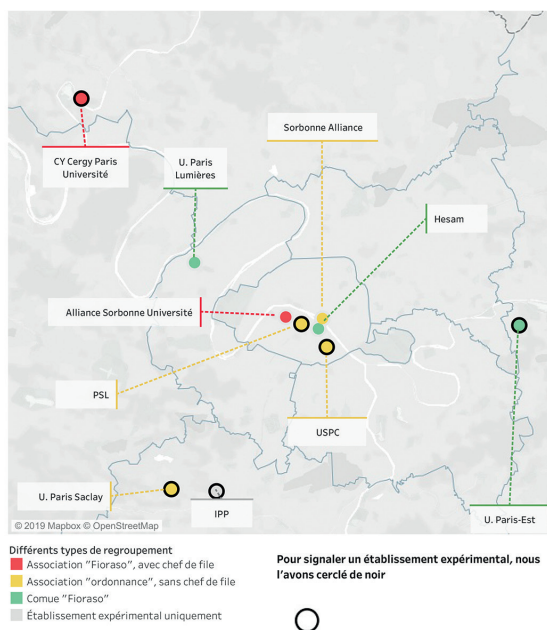 Sorbonne Alliance
CY Cergy Paris
Université
U. Paris
Lumières
Hesam
Alliance Sorbonne Université
PSL
USPC
U. Paris Saclay
IPP
U. Paris-Est
© 2019 Mapbox © OpenStreetMap
Différents types de regroupement
Association "Fioraso", avec chef de file
Association "ordonnance", sans chef de file
Comue "Fioraso"
Établissement expérimental uniquement
Pour signaler un établissement expérimental, nous
l'avons cerclé de noir